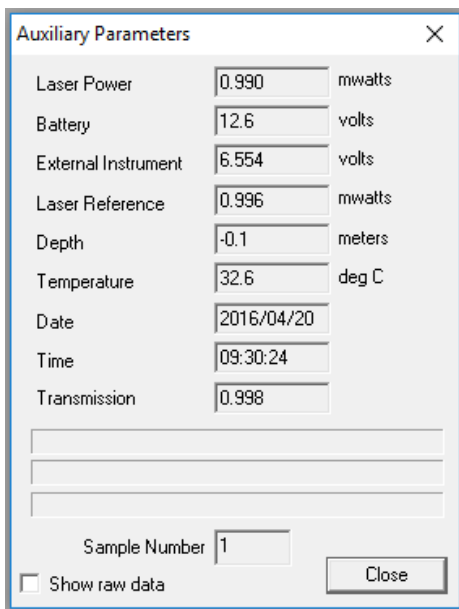 Auxiliary Parameters
Laser Power 0.990 mwatts
Battery 12.6 volts
External Instrument 6.554 volts
Laser Reference 0.996 mwatts
Depth -0.1 meters
Temperature 32.6 deg C
Date 2016/04/20
Time 09:30:24
Transmission 0.998
Sample Number 1
Show raw data Close